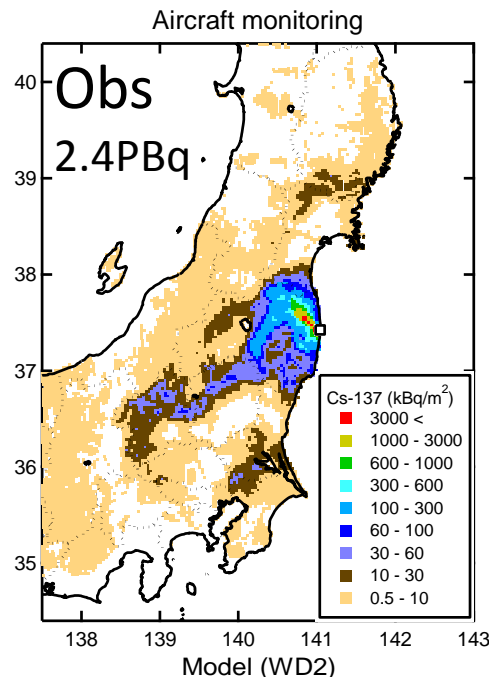 Aircraft monitoring
Obs
2.4PBq
40
39
38
37
36
35
Cs-137 (kBq/m²)
3000 <
1000 - 3000
600 - 1000
300 - 600
100 - 300
60 - 100
30 - 60
10 - 30
0.5 - 10
138 139 140 141 142 143
Model (WD2)